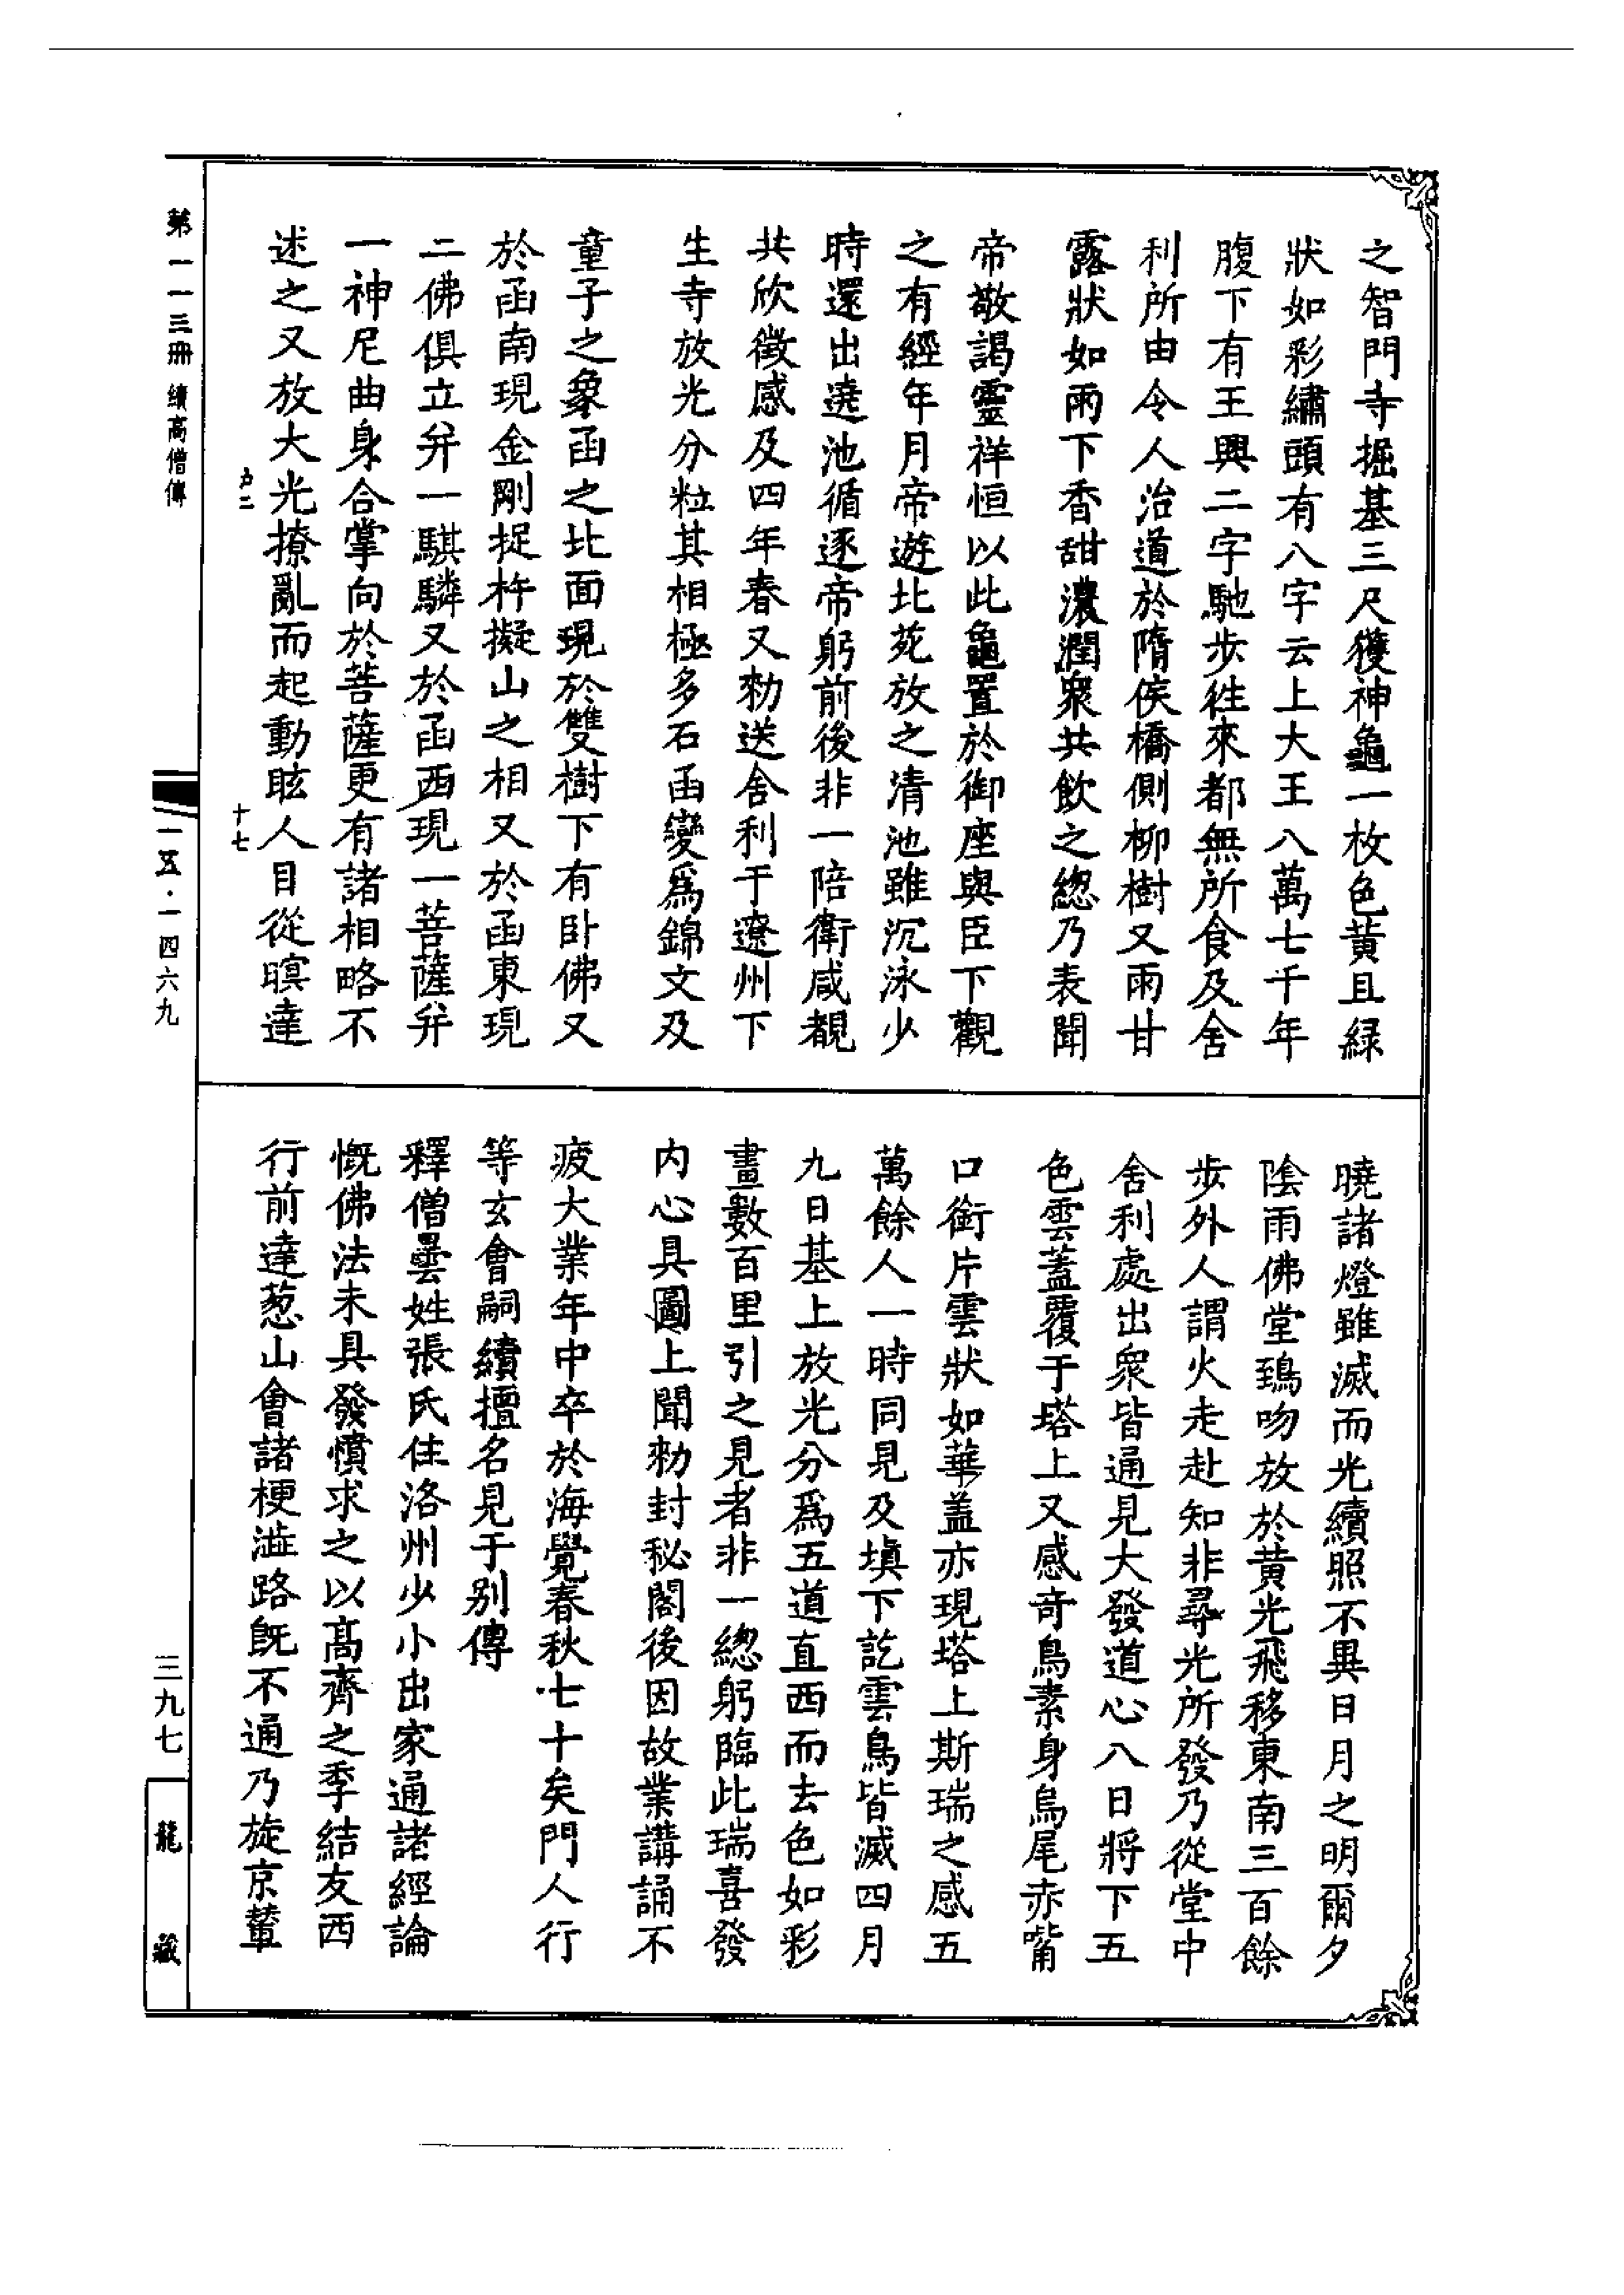 之智門寺掘基三尺獲神龜一枚色黃且緑
狀如彩繡頭有八字云上大王八萬七千年
腹下有王興二字馳步徃來都無所食及舍
利所由令人治道於隋侯橋側柳樹又雨甘
露狀如雨下香甜濃潤衆共飲之緫乃表聞
帝敬謁靈祥恒以此龜置於御座與臣下觀
之有經年月帝遊北苑放之清池雖沉泳少
時還出遶池循逐帝躬前後非一陪衛咸覩
共欣徵感及四年春又勑送舍利于遼州下
生寺放光分粒其相極多石函變爲錦文及
童子之象函之北面現於雙樹下有卧佛又
於函南現金剛捉杵擬山之相又於函東現
二佛俱立并一騏驎又於函西現一菩薩并
一神尼曲身合掌向於菩薩更有諸相略不
述之又放大光撩亂而起動眩人目從暝達
曉諸燈雖滅而光續照不異日月之明爾夕
陰雨佛堂鵄吻放於黄光飛移東南三百餘
步外人謂火走赴知非尋光所發乃從堂中
舍利處出衆皆通見大發道心八日將下五
色雲蓋覆于塔上又感奇鳥素身烏尾赤嘴
口銜片雲狀如華盖亦現塔上斯瑞之感五
萬餘人一時同見及塡下訖雲鳥皆滅四月
九日基上放光分爲五道直西而去色如彩
畫數百里引之見者非一緫躬臨此瑞喜發
内心具圖上聞勑封秘閣後因故業講誦不
疲大業年中卒於海覺春秋七十矣門人行
等玄會嗣續擅名見于别傳
釋僧曇姓張氏住洛州少小出家通諸經論
慨佛法未具發憤求之以髙齊之季結友西
行前達葱山會諸梗澁路旣不通乃旋京輦
第一一三冊 續高僧傳
十七
一五·一四六九
三九七
龍藏